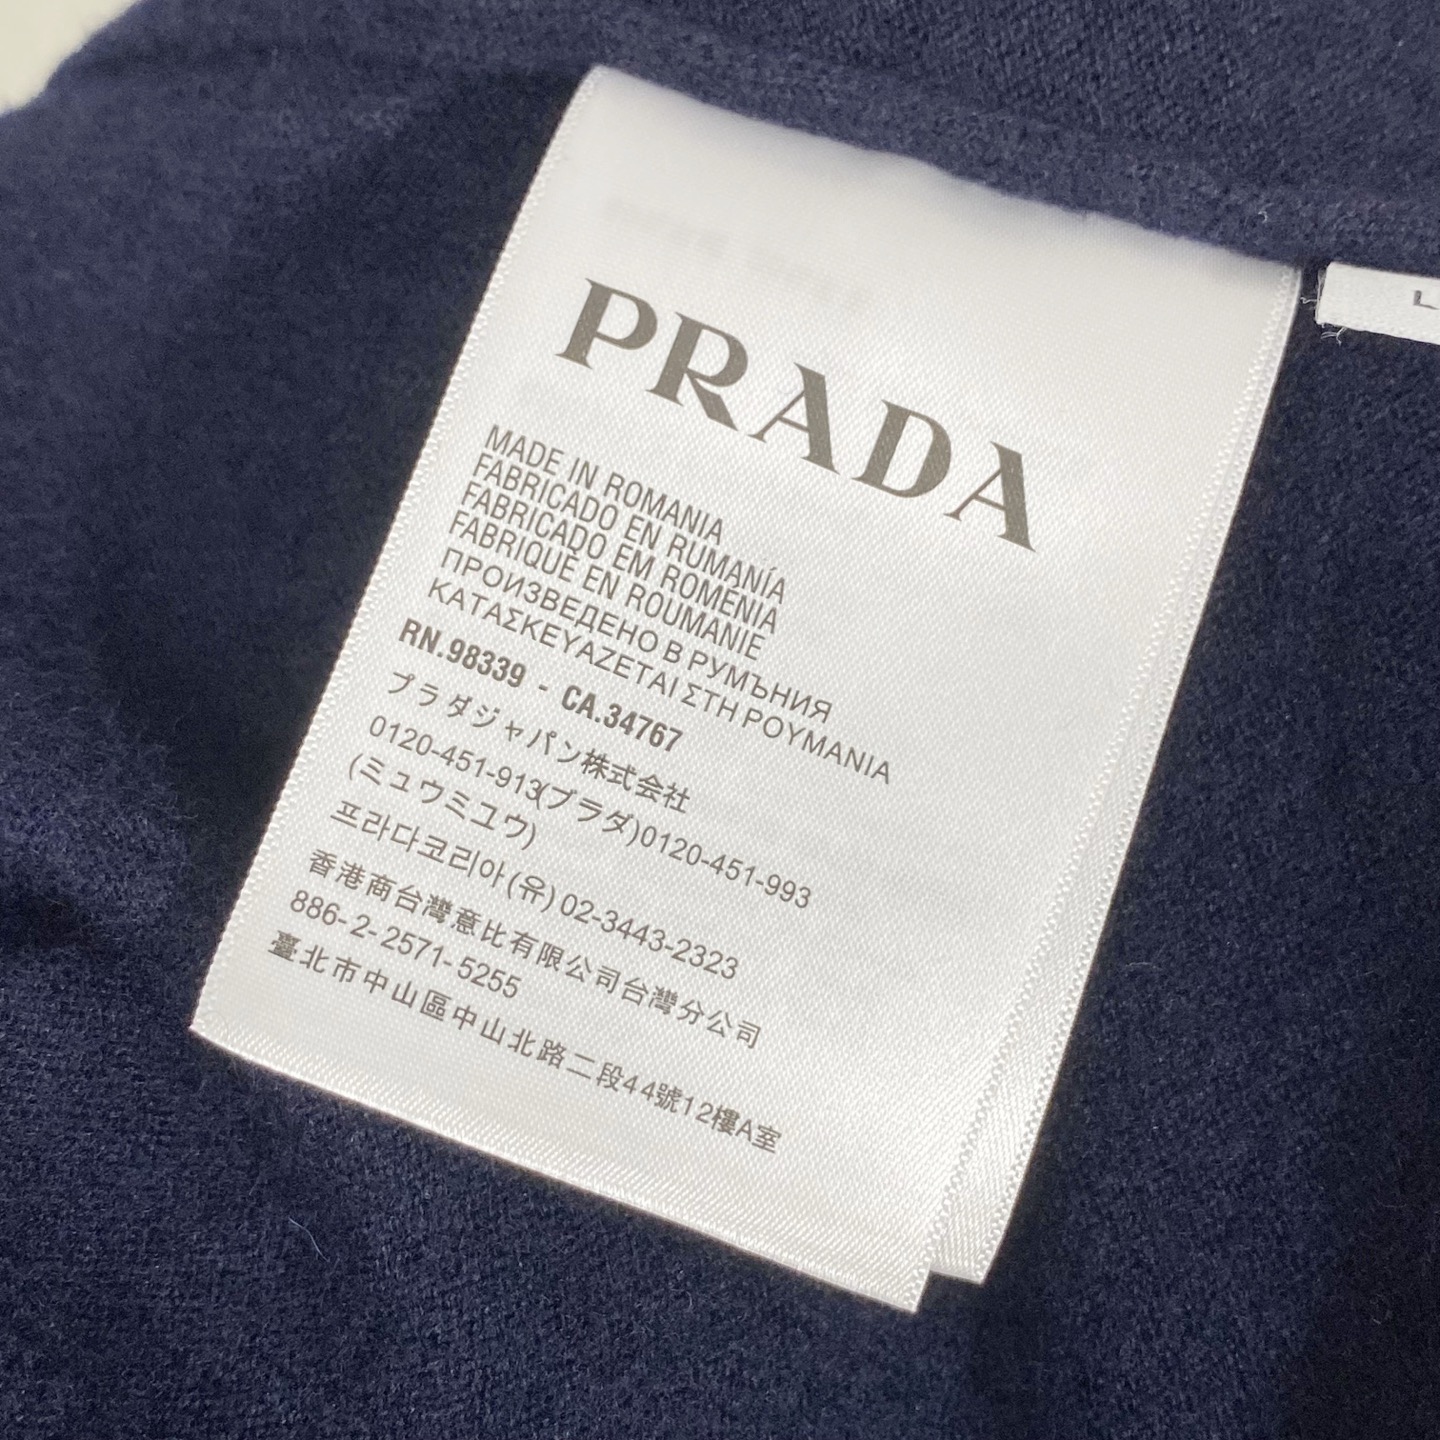 PRADA
MADE IN ROMANIA
FABRICADO EN RUMANÍA
FABRICADO EM ROMÉNIA
FABRIQUÉ EN ROUMANIE
ПРОИЗВЕДЕНО В РУМЪНИЯ
ΚΑΤΑΣΚΕΥΑΖΕΤΑΙ ΣΤΗ ΡΟΥΜΑΝΙΑ
RN.98339 - CA.34767
プラダジャパン株式会社
0120-451-913(プラダ)0120-451-993
(ミュウミュウ)
프라다코리아(유) 02-3443-2323
香港商台灣意比有限公司台灣分公司
886-2-2571-5255
臺北市中山區中山北路二段44號12樓A室
L